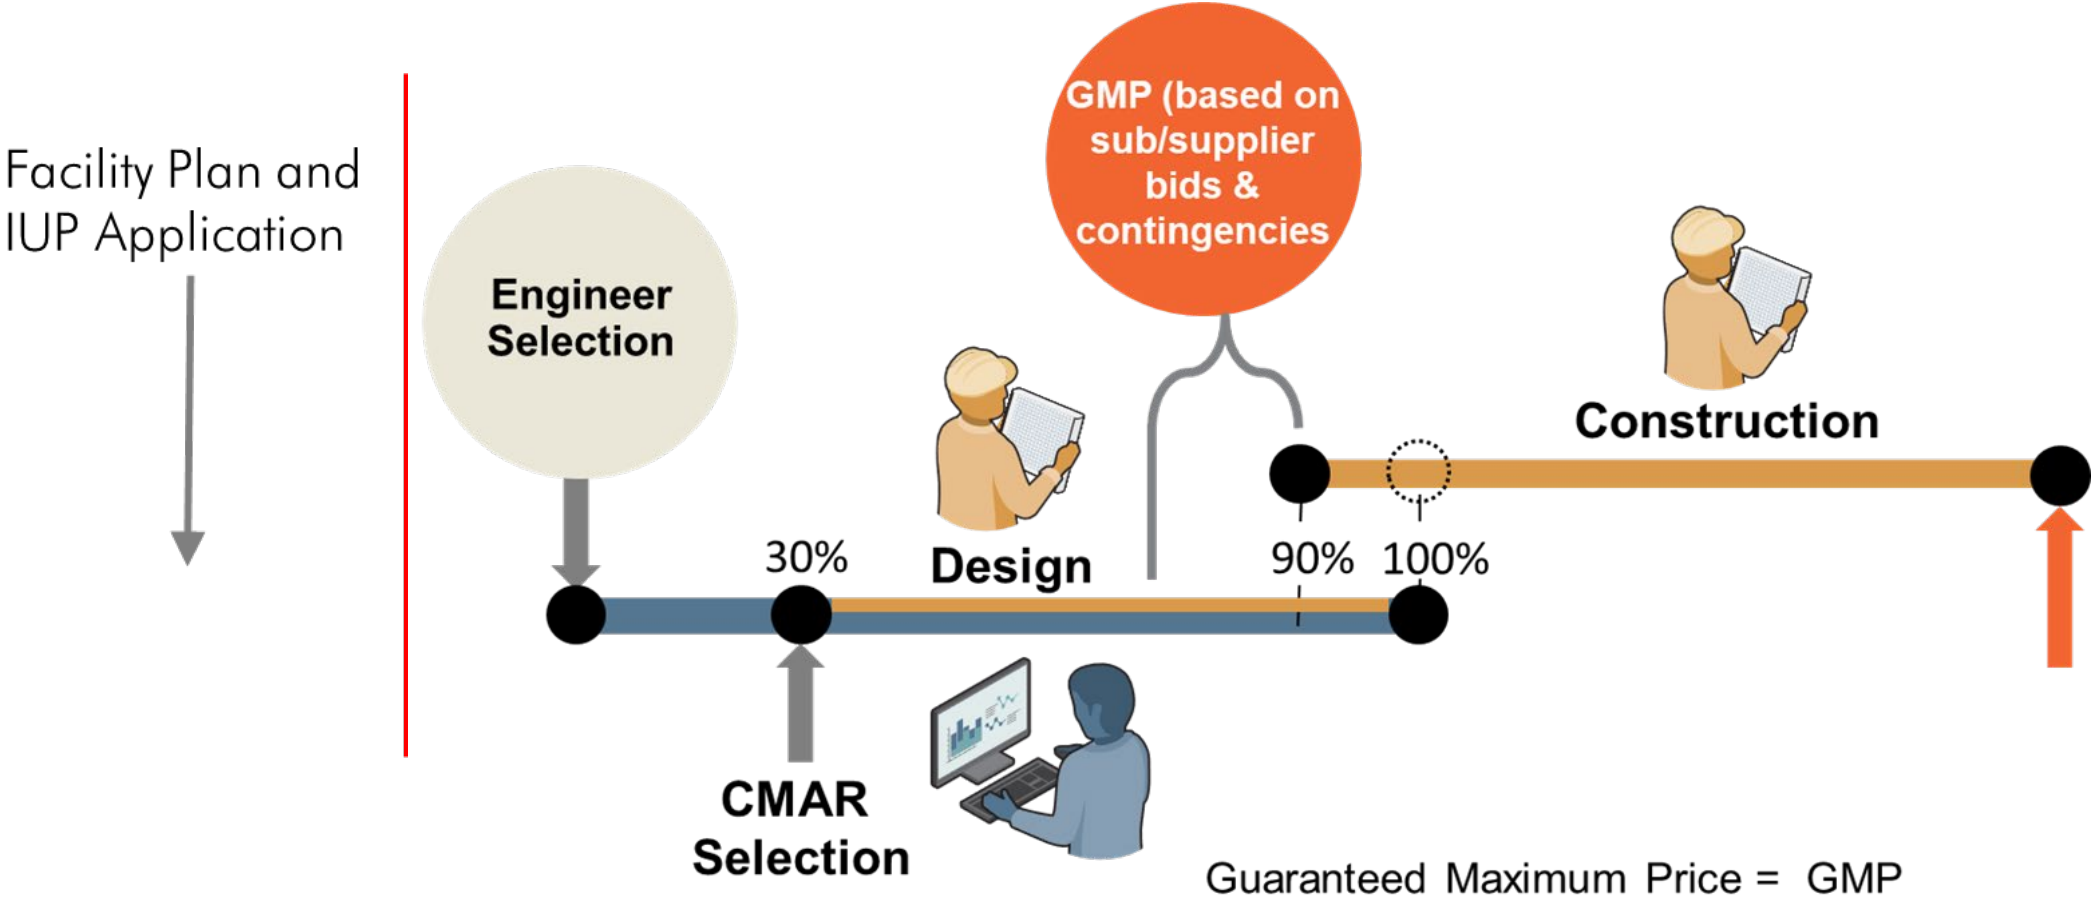 Facility Plan and
IUP Application
Engineer
Selection
GMP (based on
sub/supplier
bids &
contingencies
Construction
30%
Design
90%
100%
CMAR
Selection
Guaranteed Maximum Price = GMP